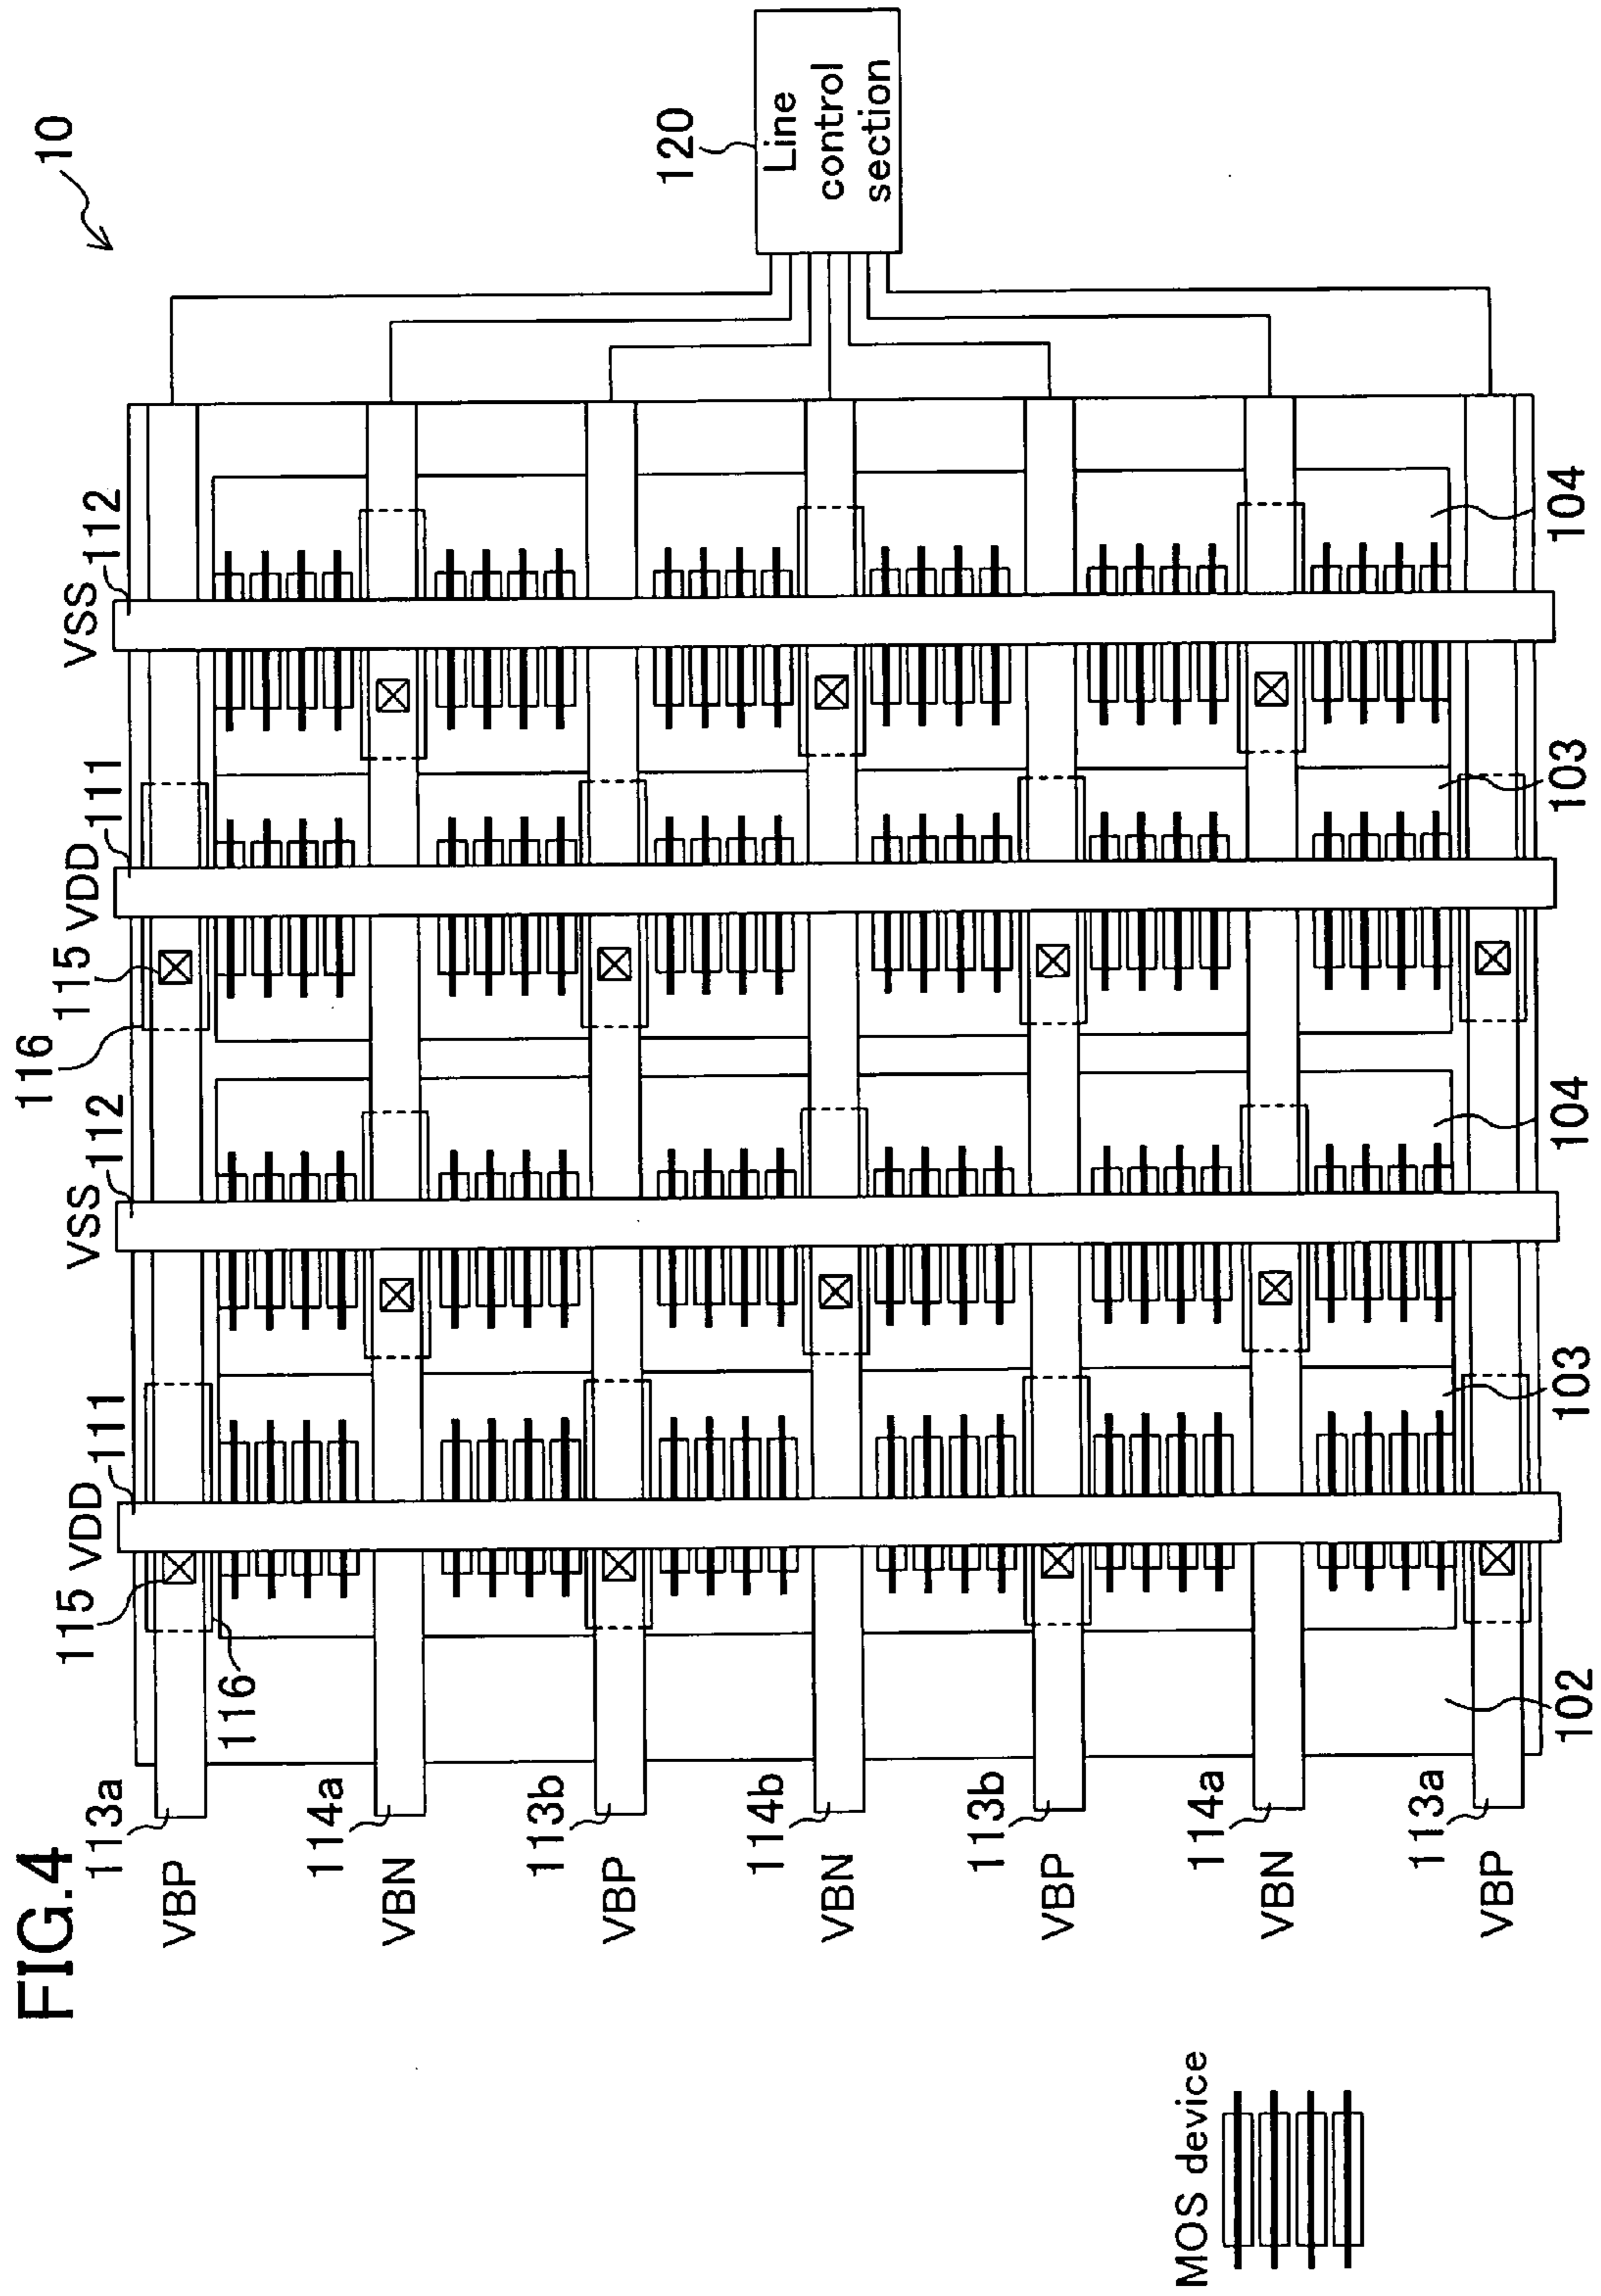 FIG.4
10
120
Line
control
section
VSS
112
VDD
111
115
116
VSS
112
VDD
111
115
116
104
103
104
103
102
113a
VBP
114a
VBN
113b
VBP
114b
VBN
113b
VBP
114a
VBN
113a
VBP
MOS device